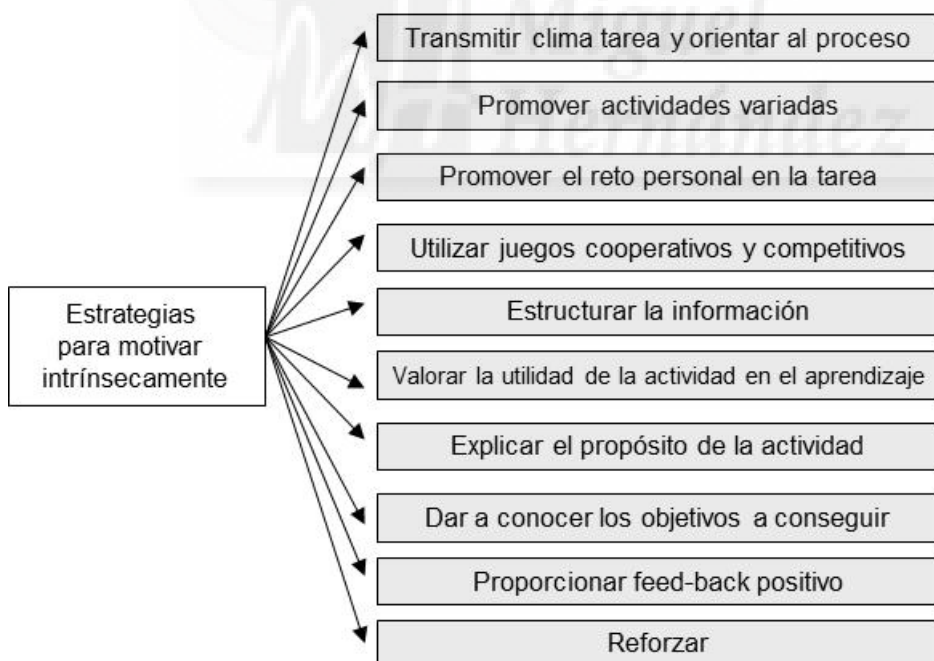 Miguel
Hernández
Estrategias
para motivar
intrínsecamente
Transmitir clima tarea y orientar al proceso
Promover actividades variadas
Promover el reto personal en la tarea
Utilizar juegos cooperativos y competitivos
Estructurar la información
Valorar la utilidad de la actividad en el aprendizaje
Explicar el propósito de la actividad
Dar a conocer los objetivos a conseguir
Proporcionar feed-back positivo
Reforzar